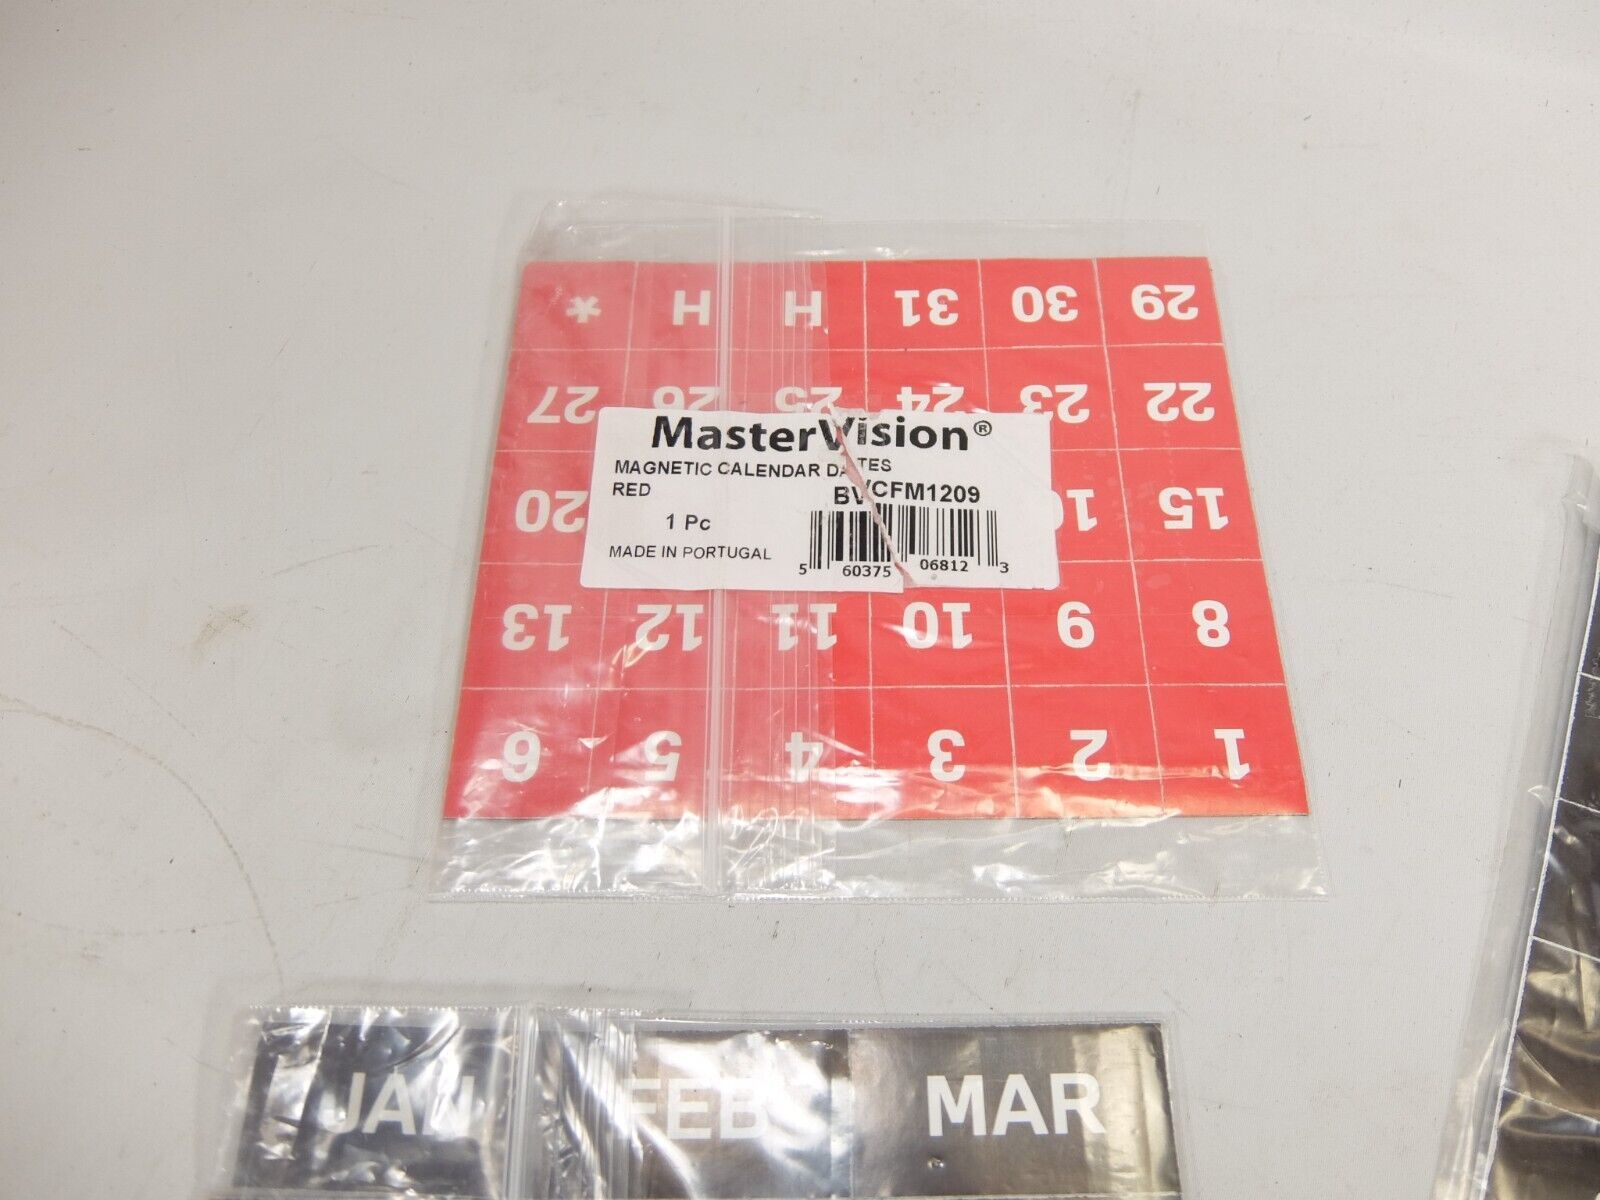 * H H 31 30 29
27 26 25 24 23 22
MasterVision®
MAGNETIC CALENDAR DATES
RED
BVCFM1209
1 Pc
MADE IN PORTUGAL
5 60375 06812 3
20 15
13 12 11 10 9 8
6 5 4 3 2 1
JAN FEB MAR